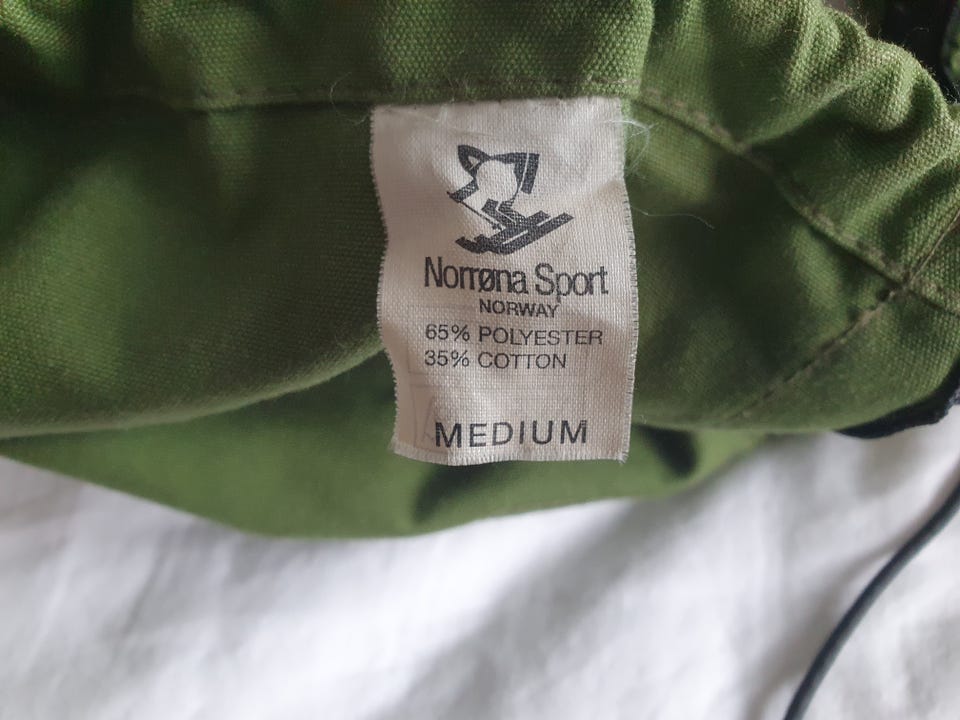 Norrøna Sport
NORWAY
65% POLYESTER
35% COTTON
MEDIUM